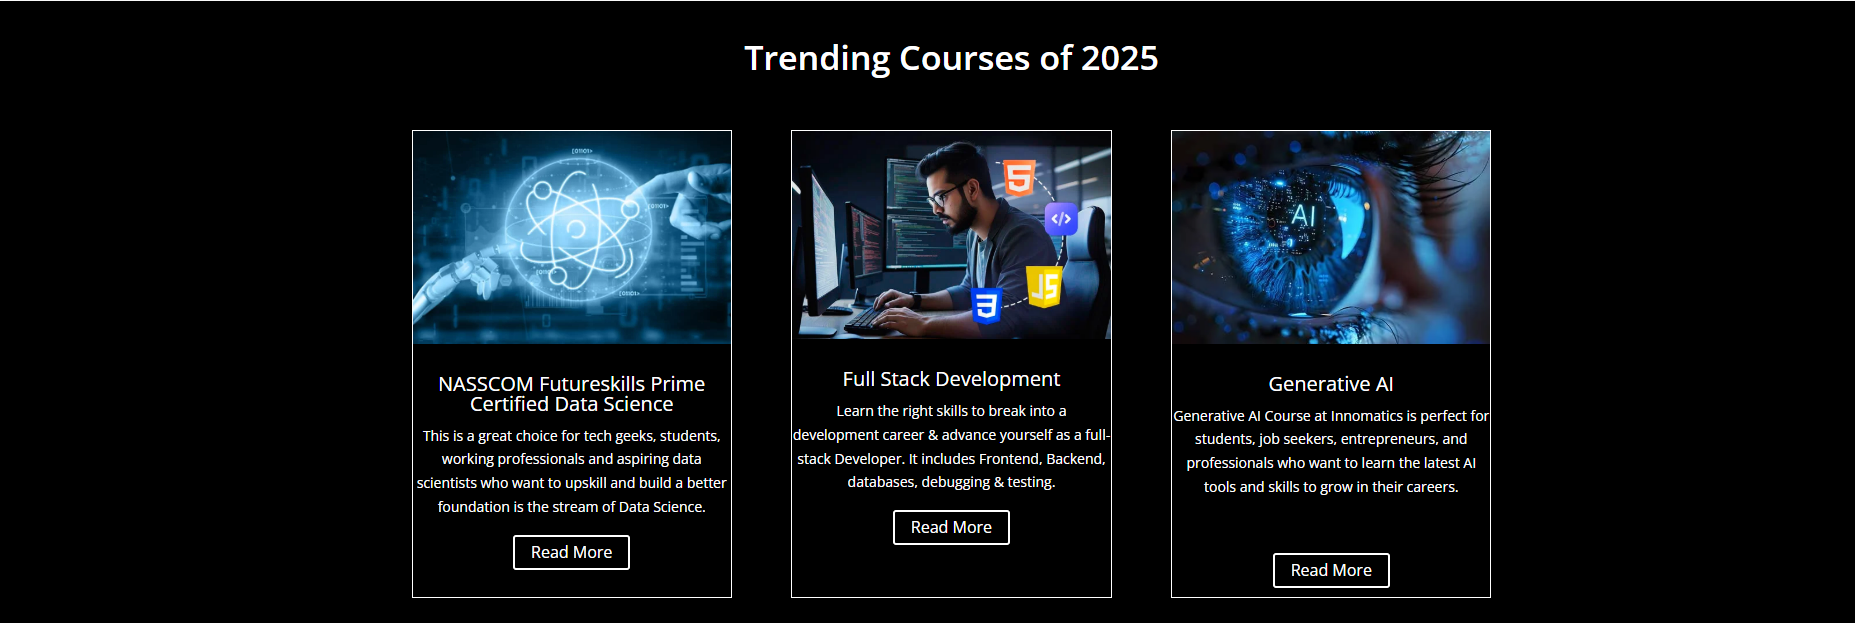 Trending Courses of 2025
[01101>
[01101>
[01101>
[01101>
NASSCOM Futureskills Prime
Certified Data Science
This is a great choice for tech geeks, students,
working professionals and aspiring data
scientists who want to upskill and build a better
foundation is the stream of Data Science.
Read More
5
</>
JS
3
Full Stack Development
Learn the right skills to break into a
development career & advance yourself as a full-
stack Developer. It includes Frontend, Backend,
databases, debugging & testing.
Read More
AI
Generative AI
Generative AI Course at Innomatics is perfect for
students, job seekers, entrepreneurs, and
professionals who want to learn the latest AI
tools and skills to grow in their careers.
Read More